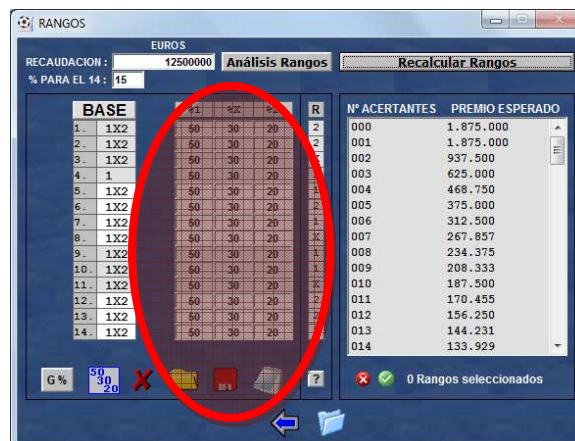 RANGOS
EUROS
RECAUDACION : 12500000 Análisis Rangos Recalcular Rangos
% PARA EL 14 : 15
BASE %1 %X R Nº ACERTANTES PREMIO ESPERADO
1. 1X2 50 30 20 2 000 1.875.000
2. 1X2 50 30 20 2 001 1.875.000
3. 1X2 50 30 20 002 937.500
4. 1 50 30 20 003 625.000
5. 1X2 50 30 20 1 004 468.750
6. 1X2 50 30 20 2 005 375.000
7. 1X2 50 30 20 1 006 312.500
8. 1X2 50 30 20 X 007 267.857
9. 1X2 50 30 20 1 008 234.375
10. 1X2 50 30 20 1 009 208.333
11. 1X2 50 30 20 X 010 187.500
12. 1X2 50 30 20 2 011 170.455
13. 1X2 50 30 20 012 156.250
14. 1X2 50 30 20 2 013 144.231
014 133.929
G % 50 30 20 ? 0 Rangos seleccionados